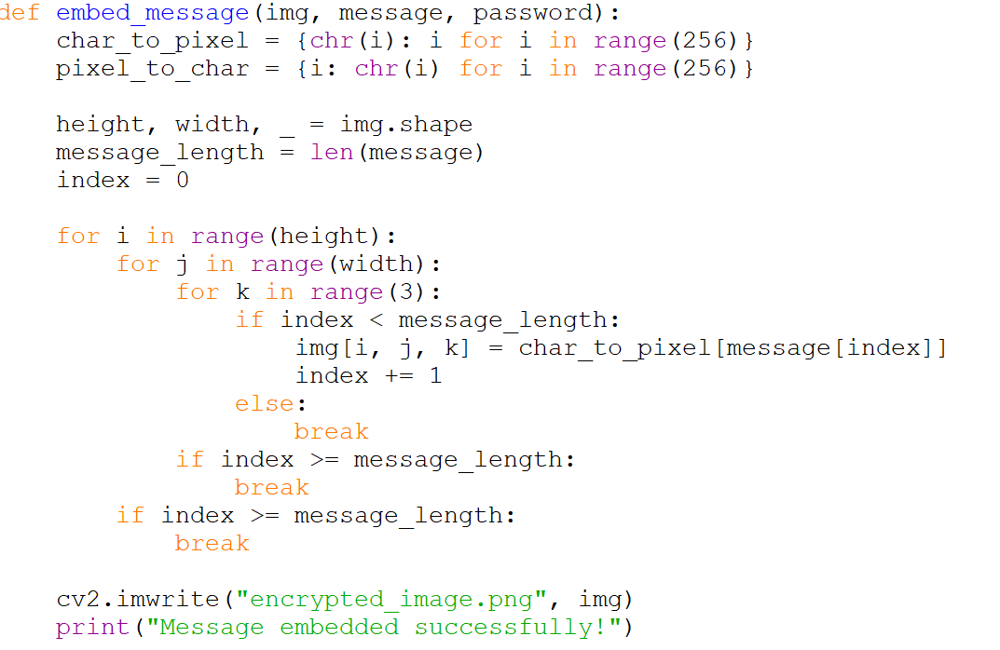 def embed_message(img, message, password):
    char_to_pixel = {chr(i): i for i in range(256)}
    pixel_to_char = {i: chr(i) for i in range(256)}

    height, width, _ = img.shape
    message_length = len(message)
    index = 0

    for i in range(height):
        for j in range(width):
            for k in range(3):
                if index < message_length:
                    img[i, j, k] = char_to_pixel[message[index]]
                    index += 1
                else:
                    break
            if index >= message_length:
                break
        if index >= message_length:
            break

    cv2.imwrite("encrypted_image.png", img)
    print("Message embedded successfully!")